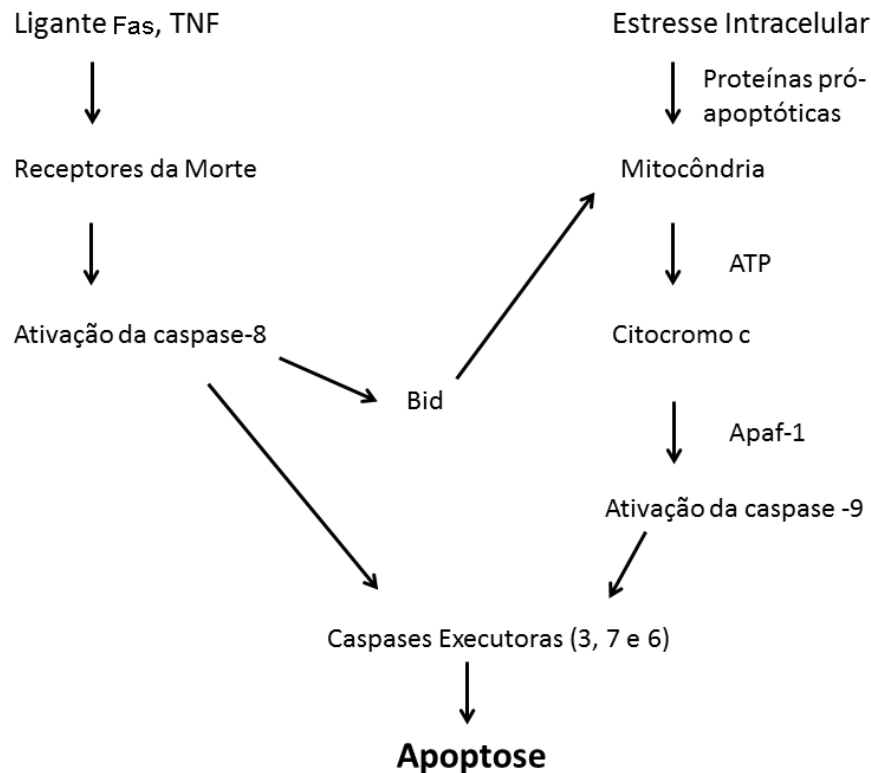 Ligante Fas, TNF
Estresse Intracelular
Proteínas pró-
apoptóticas
Receptores da Morte
Mitocôndria
ATP
Ativação da caspase-8
Citocromo c
Bid
Apaf-1
Ativação da caspase -9
Caspases Executoras (3, 7 e 6)
Apoptose